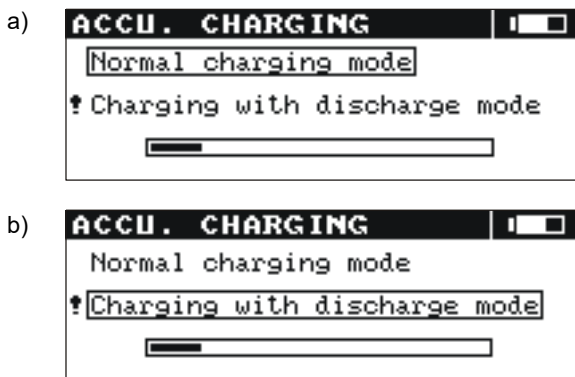 a)
ACCU. CHARGING
Normal charging mode
! Charging with discharge mode
b)
ACCU. CHARGING
Normal charging mode
! Charging with discharge mode